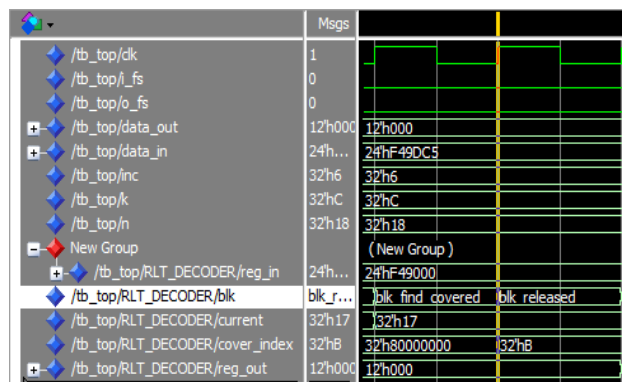 Msgs
/tb_top/clk 1
/tb_top/i_fs 0
/tb_top/o_fs 0
/tb_top/data_out 12'h000 12'h000
/tb_top/data_in 24'h... 24'hF49DC5
/tb_top/inc 32'h6 32'h6
/tb_top/k 32'hC 32'hC
/tb_top/n 32'h18 32'h18
New Group ( New Group )
/tb_top/RLT_DECODER/reg_in 24'h... 24'hF49000
/tb_top/RLT_DECODER/blk blk_r... blk_find_covered blk_released
/tb_top/RLT_DECODER/current 32'h17 32'h17
/tb_top/RLT_DECODER/cover_index 32'hB 32'h80000000 32'hB
/tb_top/RLT_DECODER/reg_out 12'h000 12'h000